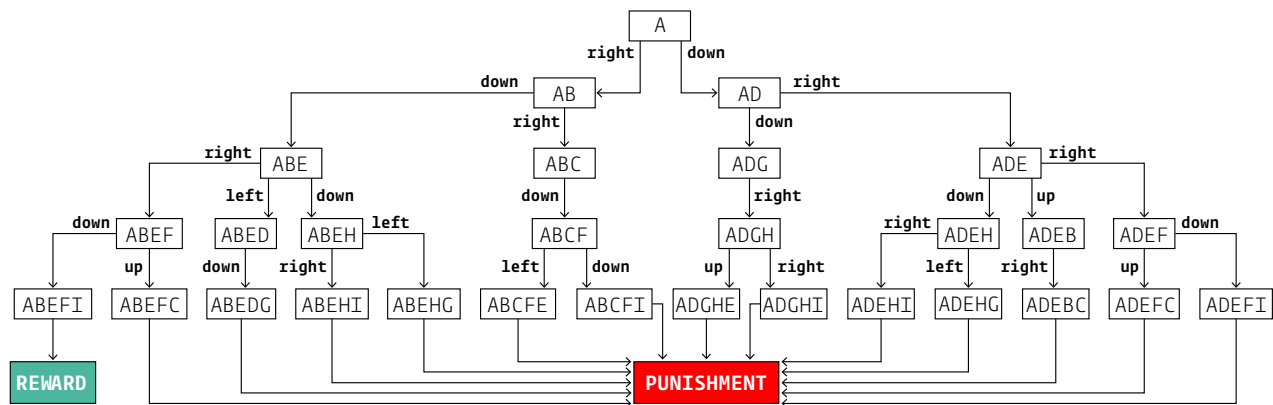 A
right down
down AB AD right
right down
right ABE ABC ADG ADE right
left down down right down up
down ABEF ABED ABEH left ABCF ADGH right ADEH ADEB ADEF down
up down right left down up right left right up
ABEFI ABEFC ABEDG ABEHI ABEHG ABCFE ABCFI ADGHE ADGHI ADEHI ADEHG ADEBC ADEFC ADEFI
REWARD PUNISHMENT